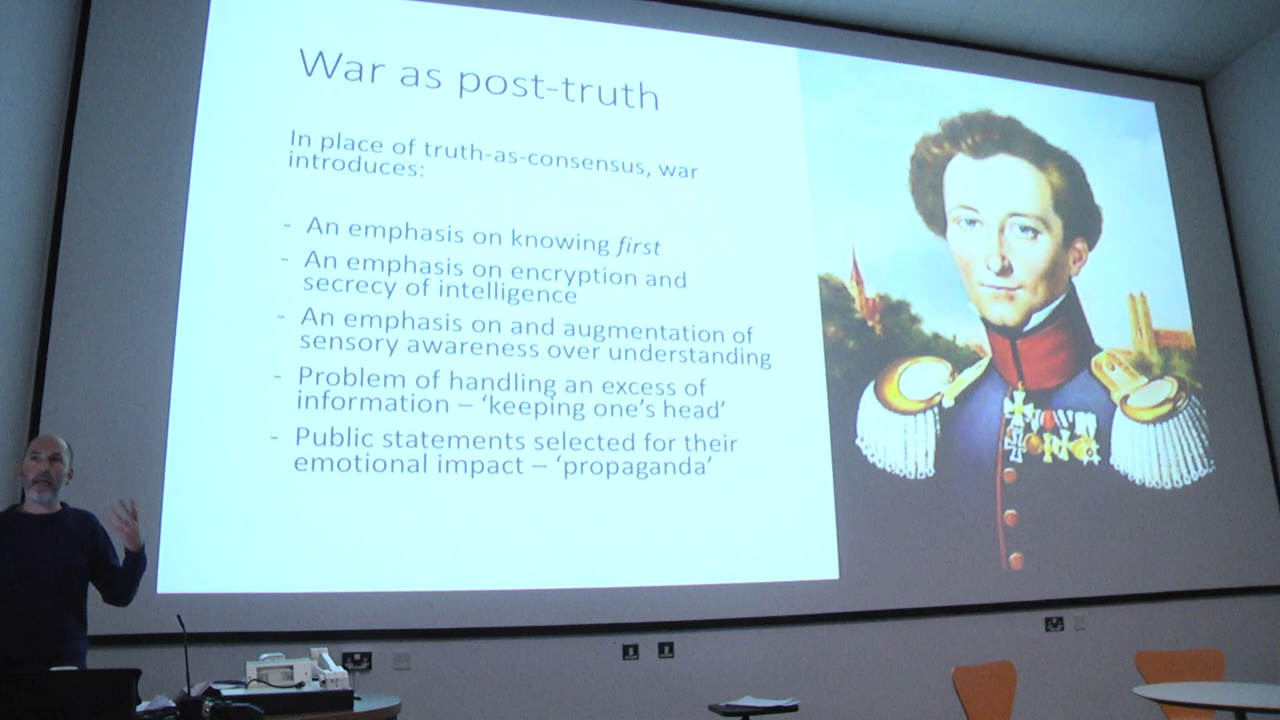 War as post-truth
In place of truth-as-consensus, war
introduces:
- An emphasis on knowing first
- An emphasis on encryption and
secrecy of intelligence
- An emphasis on and augmentation of
sensory awareness over understanding
- Problem of handling an excess of
information – ‘keeping one’s head’
- Public statements selected for their
emotional impact – ‘propaganda’